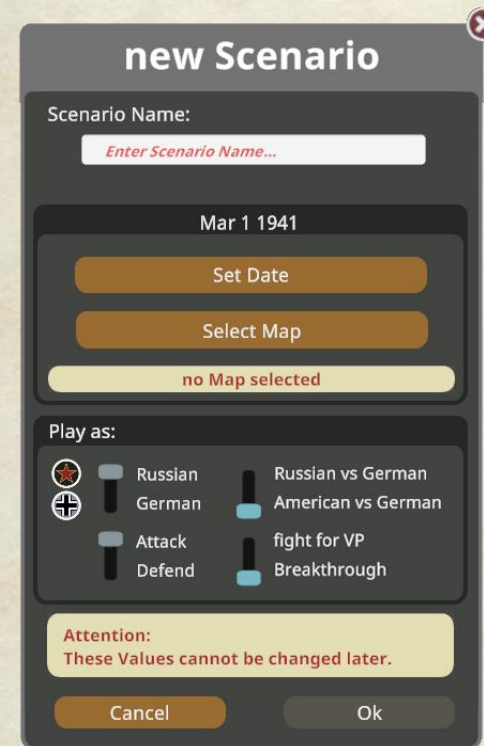 new Scenario
Scenario Name:
Enter Scenario Name...
Mar 1 1941
Set Date
Select Map
no Map selected
Play as:
Russian
German
Russian vs German
American vs German
Attack
Defend
fight for VP
Breakthrough
Attention:
These Values cannot be changed later.
Cancel
Ok